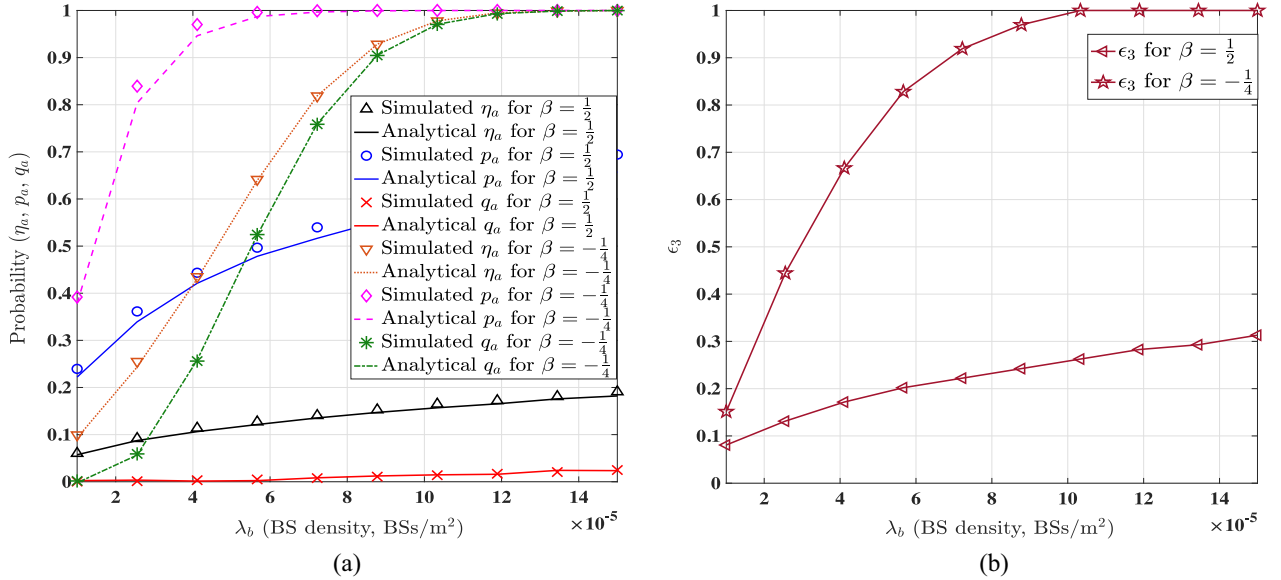 1
0.9
0.8
0.7
0.6
0.5
0.4
0.3
0.2
0.1
0
Probability (ηₐ, pₐ, qₐ)
Simulated ηₐ for β = 1/2
Analytical ηₐ for β = 1/2
Simulated pₐ for β = 1/2
Analytical pₐ for β = 1/2
Simulated qₐ for β = 1/2
Analytical qₐ for β = 1/2
Simulated ηₐ for β = −1/4
Analytical ηₐ for β = −1/4
Simulated pₐ for β = −1/4
Analytical pₐ for β = −1/4
Simulated qₐ for β = −1/4
Analytical qₐ for β = −1/4
2 4 6 8 10 12 14
×10⁻⁵
λ_b (BS density, BSs/m²)
(a)
1
0.9
0.8
0.7
0.6
0.5
0.4
0.3
0.2
0.1
0
ϵ₃
ϵ₃ for β = 1/2
ϵ₃ for β = −1/4
2 4 6 8 10 12 14
×10⁻⁵
λ_b (BS density, BSs/m²)
(b)